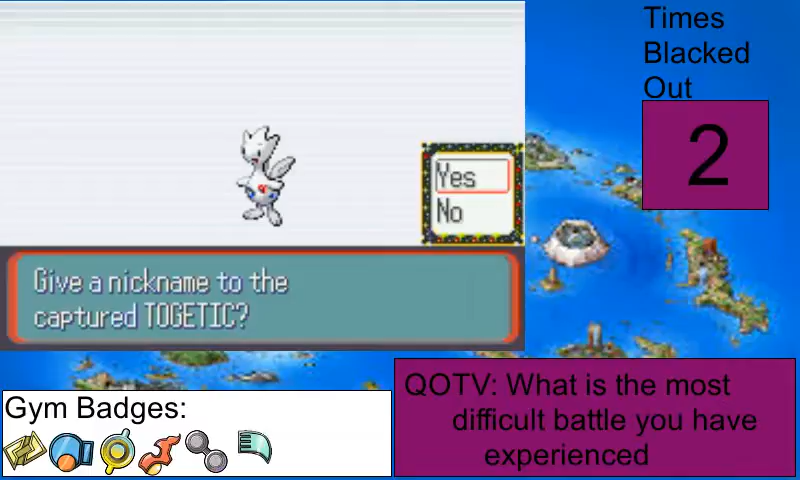 Times
Blacked
Out
2
Yes
No
Give a nickname to the
captured TOGETIC?
Gym Badges:
QOTV: What is the most
difficult battle you have
experienced